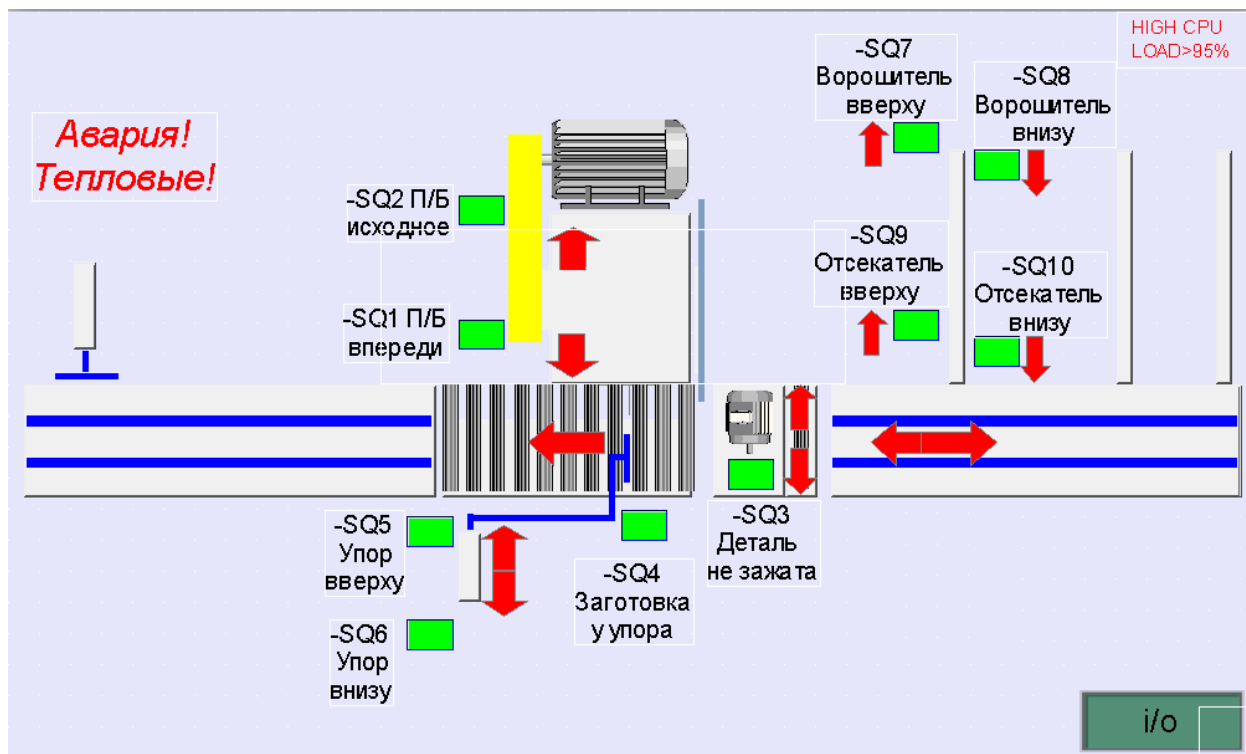 HIGH CPU
LOAD>95%
-SQ7
Ворошитель
вверху
-SQ8
Ворошитель
внизу
Авария!
Тепловые!
-SQ2 П/Б
исходное
-SQ9
Отсекатель
вверху
-SQ10
Отсекатель
внизу
-SQ1 П/Б
впереди
-SQ5
Упор
вверху
-SQ3
Деталь
не зажата
-SQ4
Заготовка
у упора
-SQ6
Упор
внизу
i/o